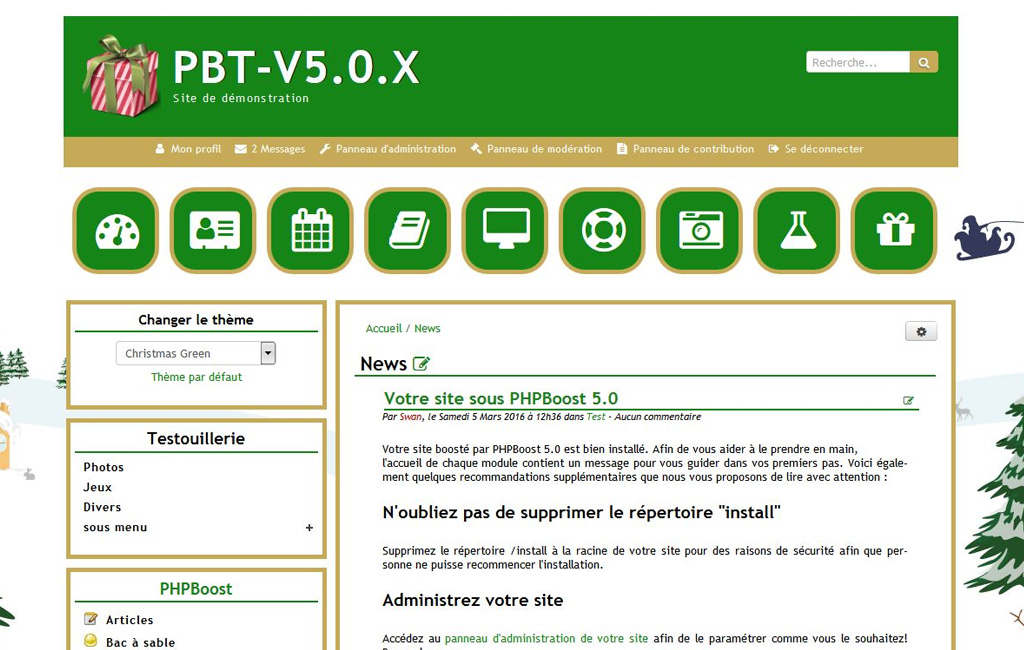 PBT-V5.0.X
Site de démonstration
Recherche...
Mon profil 2 Messages Panneau d'administration Panneau de modération Panneau de contribution Se déconnecter
Changer le thème
Christmas Green
Thème par défaut
Testouillerie
Photos
Jeux
Divers
sous menu +
PHPBoost
Articles
Bac à sable
Accueil / News
News
Votre site sous PHPBoost 5.0
Par Swan, le Samedi 5 Mars 2016 à 12h36 dans Test - Aucun commentaire
Votre site boosté par PHPBoost 5.0 est bien installé. Afin de vous aider à le prendre en main,
l'accueil de chaque module contient un message pour vous guider dans vos premiers pas. Voici égale-
ment quelques recommandations supplémentaires que nous vous proposons de lire avec attention :
N'oubliez pas de supprimer le répertoire "install"
Supprimez le répertoire /install à la racine de votre site pour des raisons de sécurité afin que per-
sonne ne puisse recommencer l'installation.
Administrez votre site
Accédez au panneau d'administration de votre site afin de le paramétrer comme vous le souhaitez!